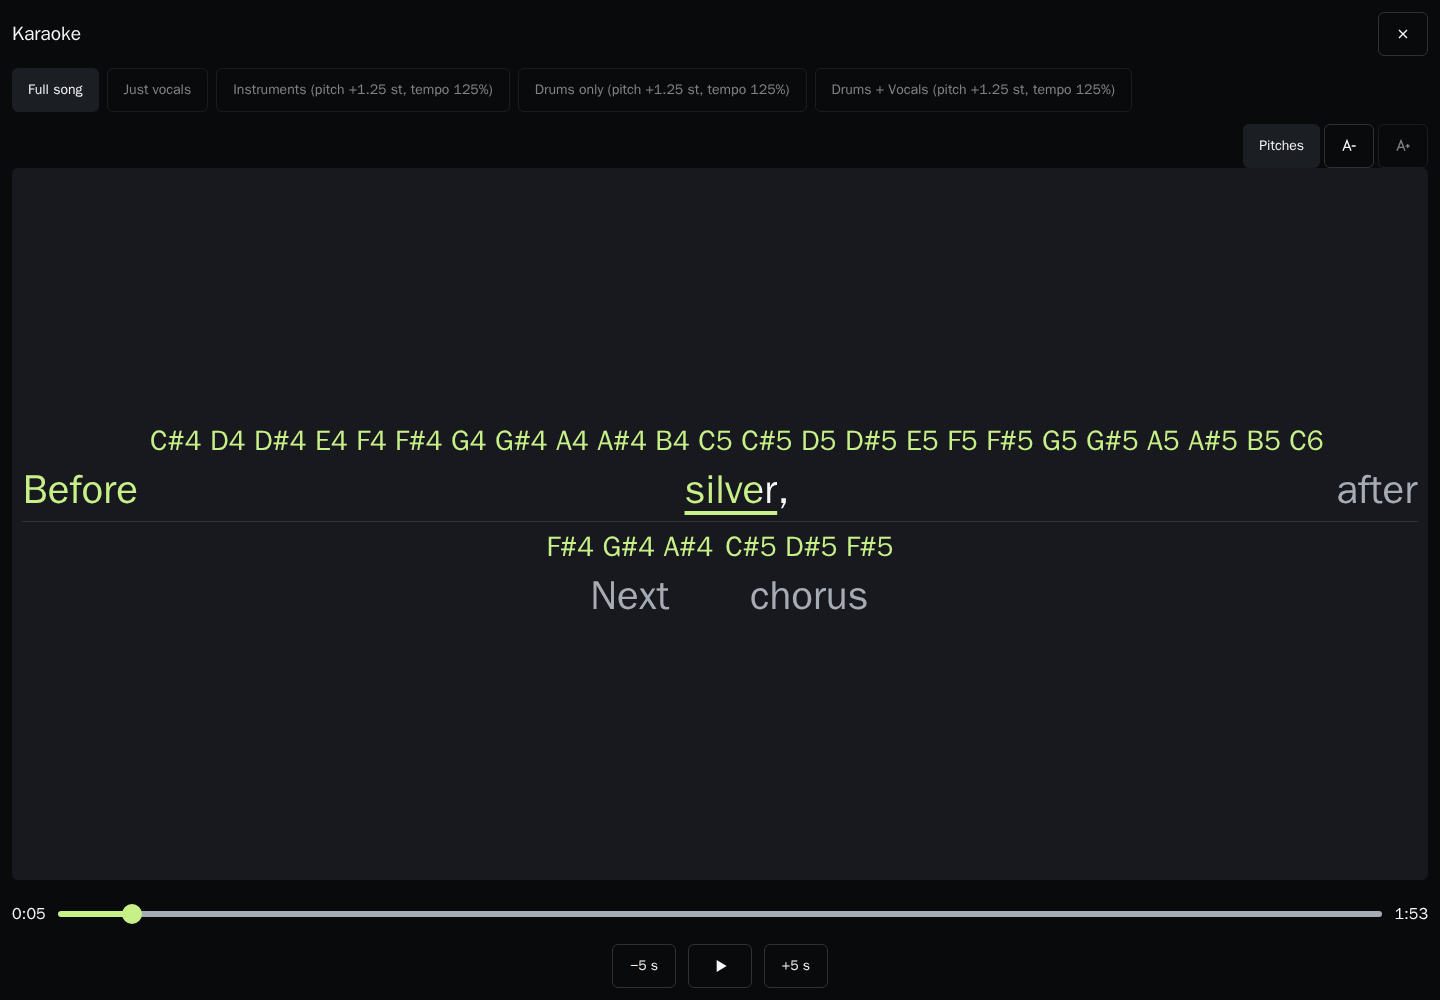 Karaoke
×
Full song Just vocals Instruments (pitch +1.25 st, tempo 125%) Drums only (pitch +1.25 st, tempo 125%) Drums + Vocals (pitch +1.25 st, tempo 125%)
Pitches A- A+
C#4 D4 D#4 E4 F4 F#4 G4 G#4 A4 A#4 B4 C5 C#5 D5 D#5 E5 F5 F#5 G5 G#5 A5 A#5 B5 C6
Before silver, after
F#4 G#4 A#4 C#5 D#5 F#5
Next chorus
0:05 1:53
−5 s +5 s